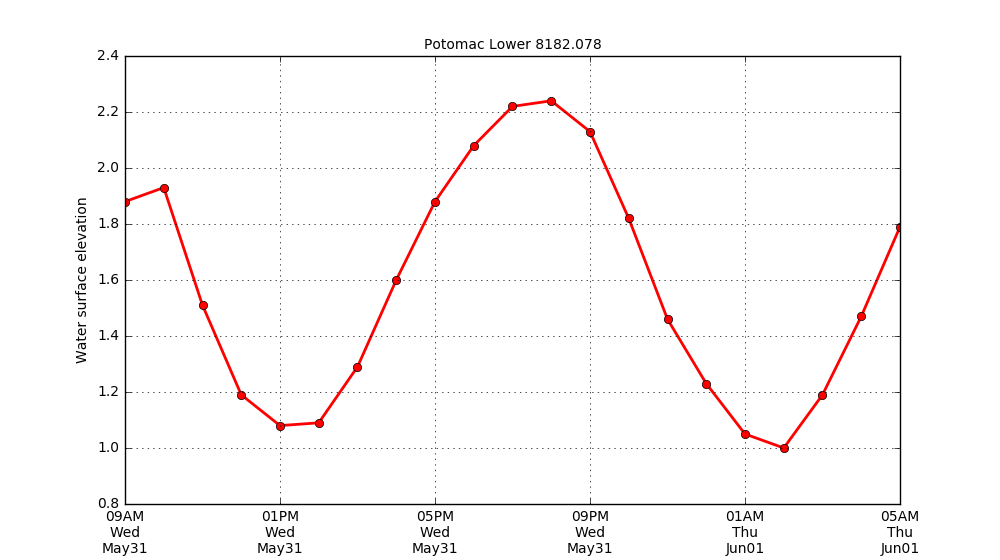 Potomac Lower 8182.078
2.4
2.2
2.0
1.8
1.6
1.4
1.2
1.0
0.8
Water surface elevation
09AM 01PM 05PM 09PM 01AM 05AM
Wed Wed Wed Wed Thu Thu
May31 May31 May31 May31 Jun01 Jun01